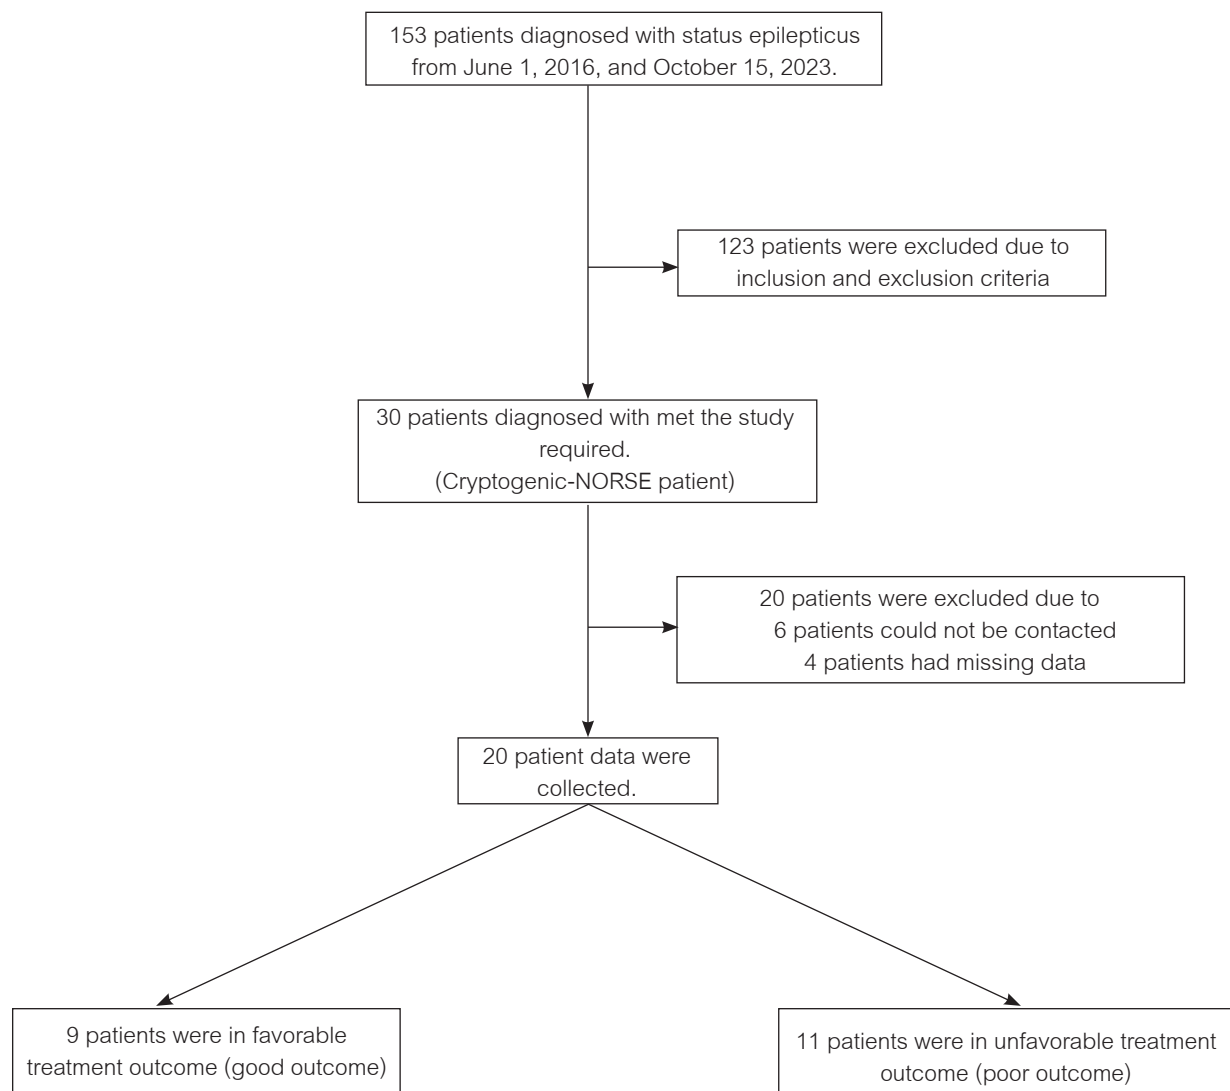 153 patients diagnosed with status epilepticus
from June 1, 2016, and October 15, 2023.
123 patients were excluded due to
inclusion and exclusion criteria
30 patients diagnosed with met the study
required.
(Cryptogenic-NORSE patient)
20 patients were excluded due to
6 patients could not be contacted
4 patients had missing data
20 patient data were
collected.
9 patients were in favorable
treatment outcome (good outcome)
11 patients were in unfavorable treatment
outcome (poor outcome)